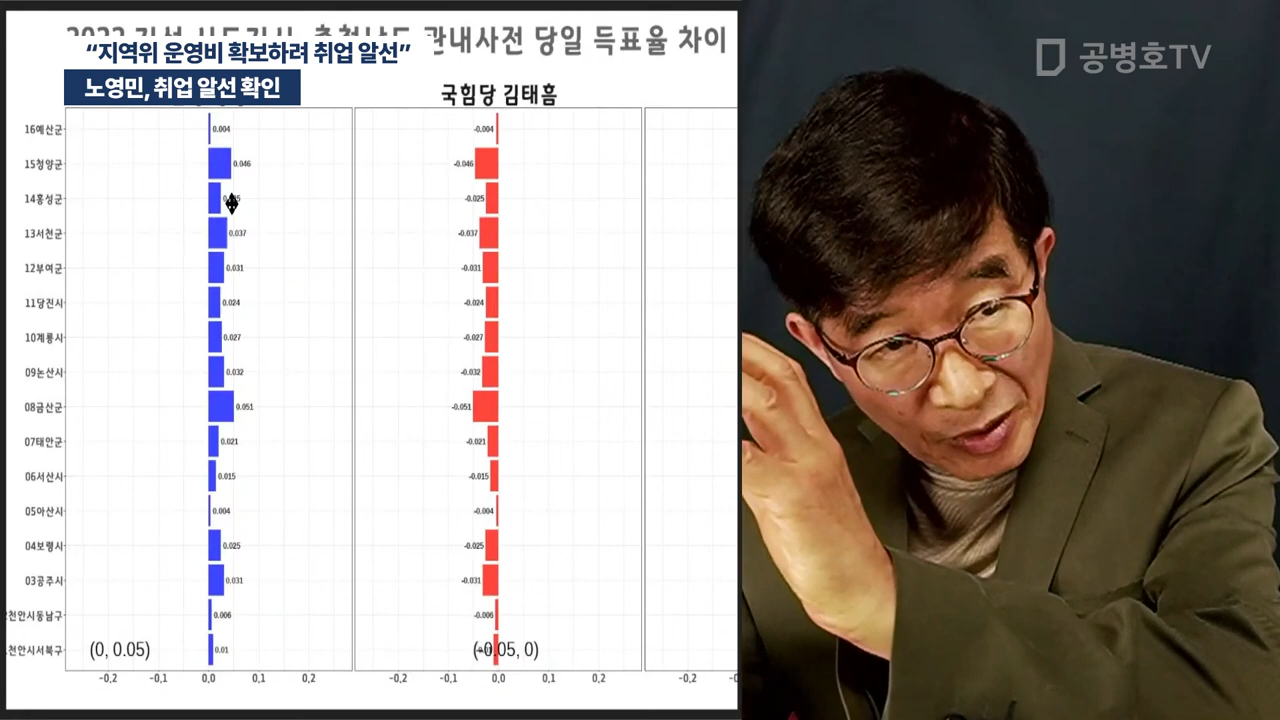 관내사전 당일 득표율 차이
“지역위 운영비 확보하려 취업 알선”
노영민, 취업 알선 확인
공병호TV
국힘당 김태흠
16예산군 0.004 -0.004
15청양군 0.046 -0.046
14홍성군 -0.025
13서천군 0.037 -0.037
12부여군 0.031 -0.031
11당진시 0.024 -0.024
10계룡시 0.027 -0.027
09논산시 0.032 -0.032
08금산군 0.051 -0.051
07태안군 0.021 -0.021
06서산시 0.015 -0.015
05아산시 0.004 -0.004
04보령시 0.025 -0.025
03공주시 0.031 -0.031
천안시동남구 0.006 -0.006
천안시서북구 0.01
(0, 0.05) (-0.05, 0)
-0.2 -0.1 0.0 0.1 0.2 -0.2 -0.1 0.0 0.1 0.2 -0.2